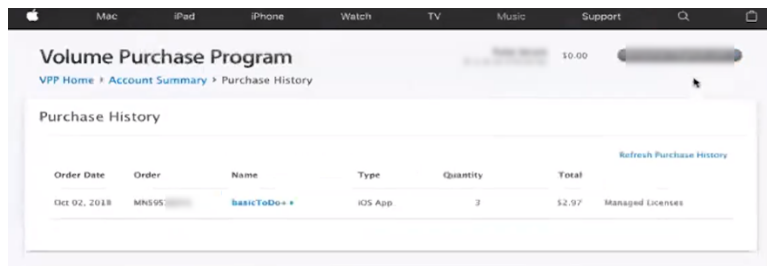 Mac iPad iPhone Watch TV Music Support
Volume Purchase Program
$0.00
VPP Home › Account Summary › Purchase History
Purchase History
Refresh Purchase History
Order Date Order Name Type Quantity Total
Oct 02, 2018 MN595 basicToDo++ iOS App 3 $2.97 Managed Licenses